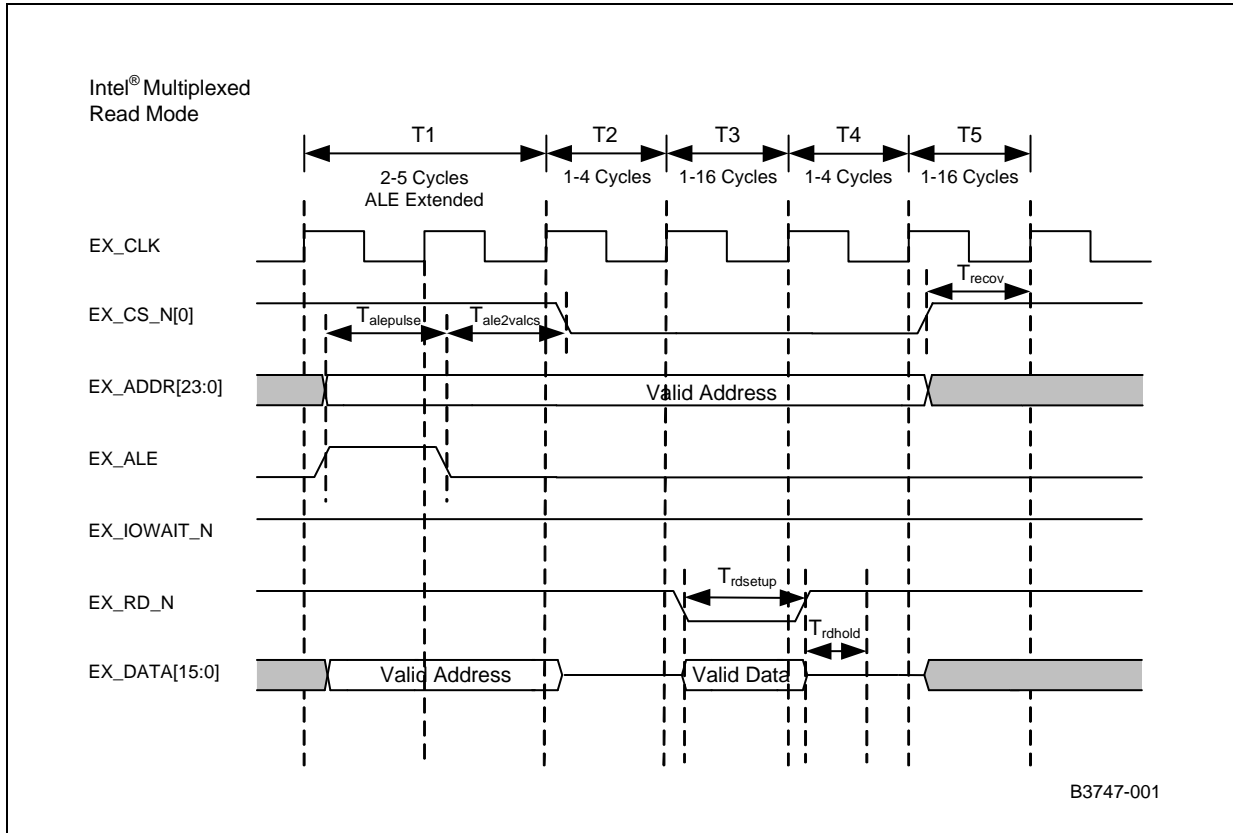 Intel® Multiplexed
Read Mode
T1 T2 T3 T4 T5
2-5 Cycles
ALE Extended
1-4 Cycles 1-16 Cycles 1-4 Cycles 1-16 Cycles
EX_CLK
Trecov
EX_CS_N[0]
Talepulse Tale2valcs
EX_ADDR[23:0]
Valid Address
EX_ALE
EX_IOWAIT_N
EX_RD_N
Trdsetup
Trdhold
EX_DATA[15:0]
Valid Address Valid Data
B3747-001